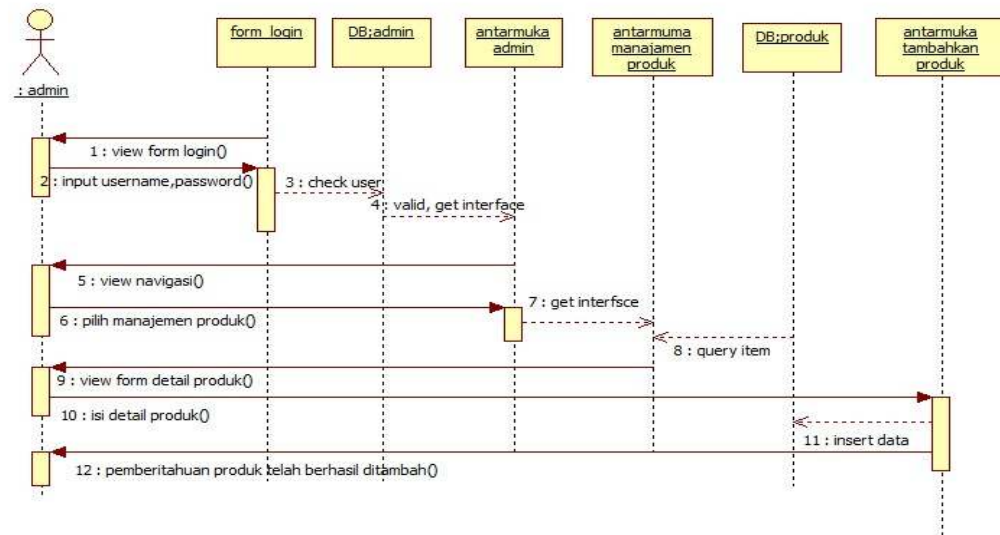 form_login
DB;admin
antarmuka
admin
antarmuma
manajamen
produk
DB;produk
antarmuka
tambahkan
produk
: admin
1 : view form login()
2 : input username,password()
3 : check user
4 : valid, get interface
5 : view navigasi()
6 : pilih manajemen produk()
7 : get interfsce
8 : query item
9 : view form detail produk()
10 : isi detail produk()
11 : insert data
12 : pemberitahuan produk telah berhasil ditambah()